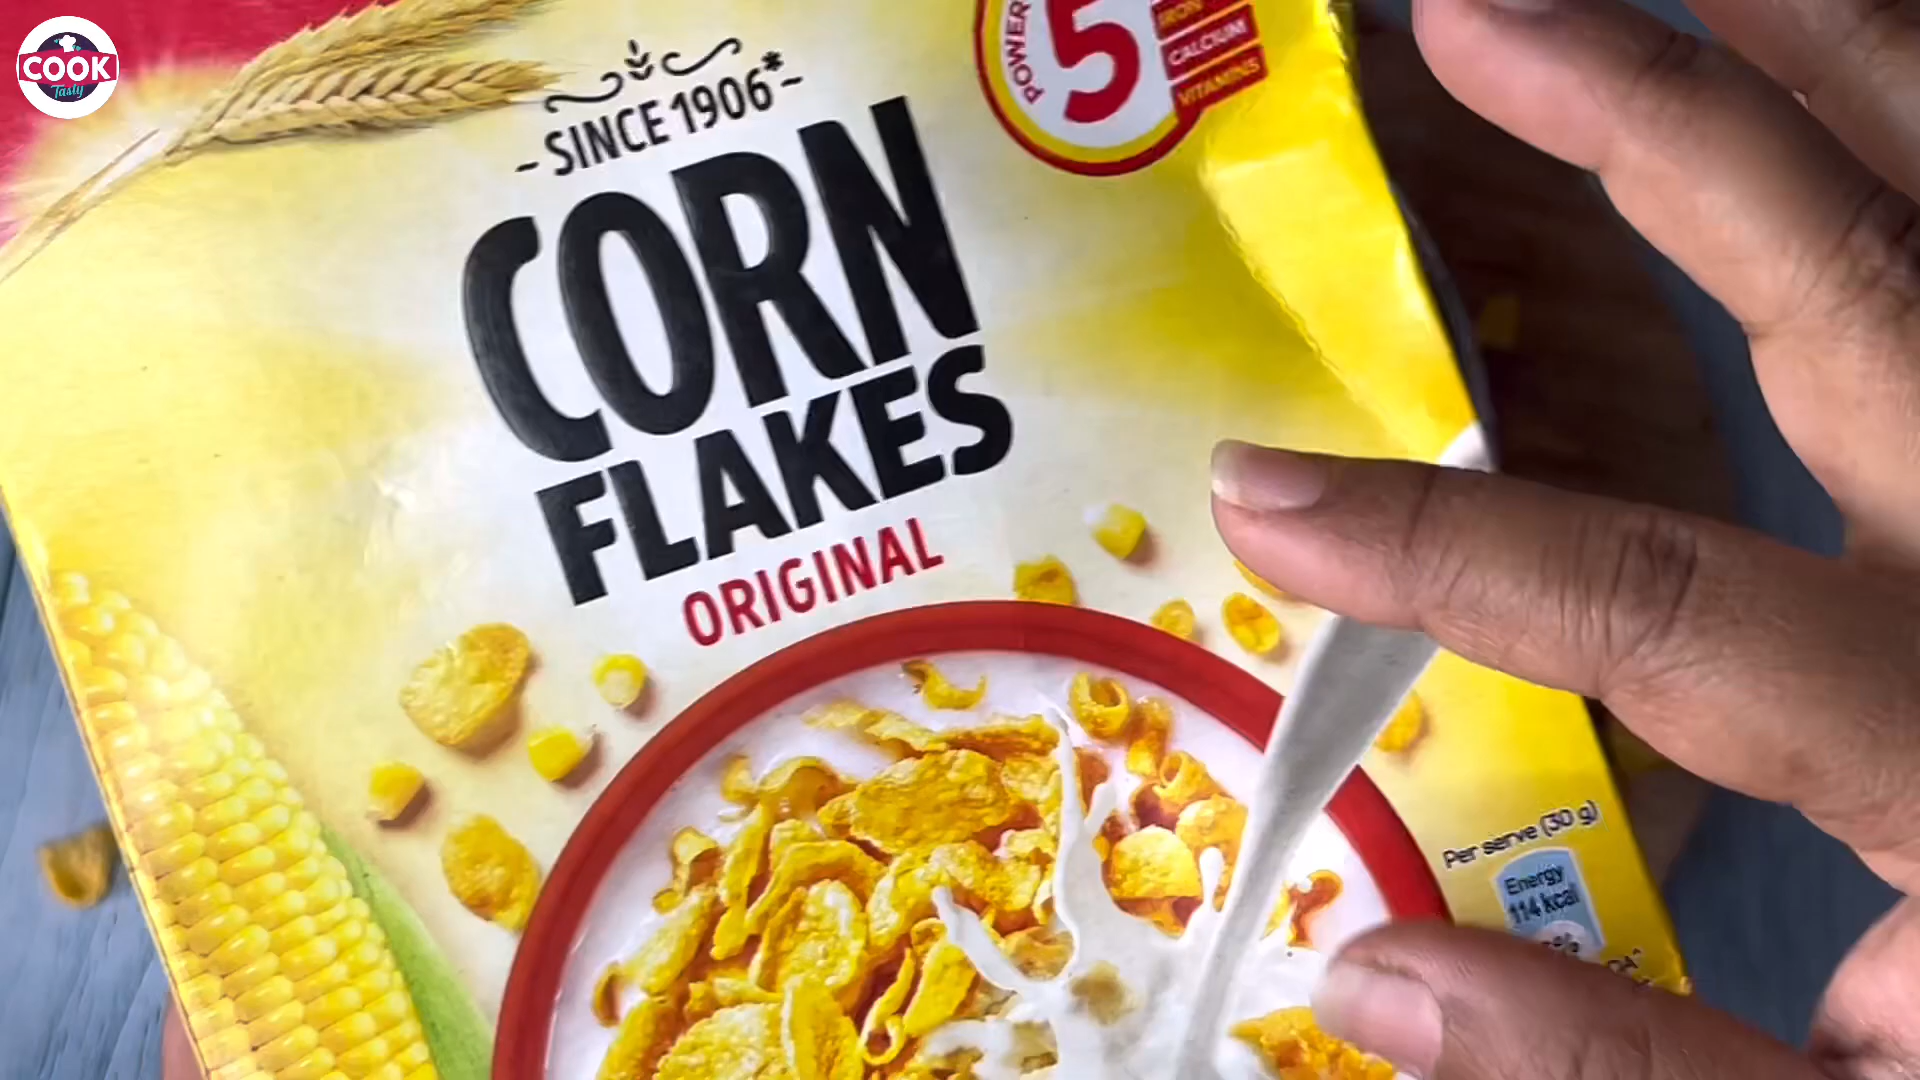 COOK
Tasty
- SINCE 1906* -
CORN
FLAKES
ORIGINAL
POWER
5
IRON
CALCIUM
VITAMINS
Per serve (30 g)
Energy
114 kcal